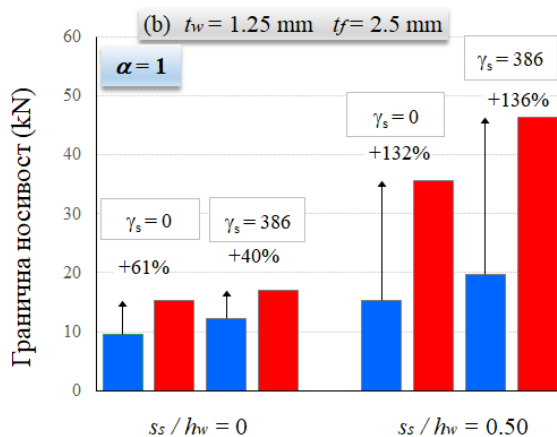 (b) tw = 1.25 mm tf = 2.5 mm
α = 1
Гранична носивост (kN)
60
50
40
30
20
10
0
γs = 0
+61%
γs = 386
+40%
γs = 0
+132%
γs = 386
+136%
ss / hw = 0
ss / hw = 0.50